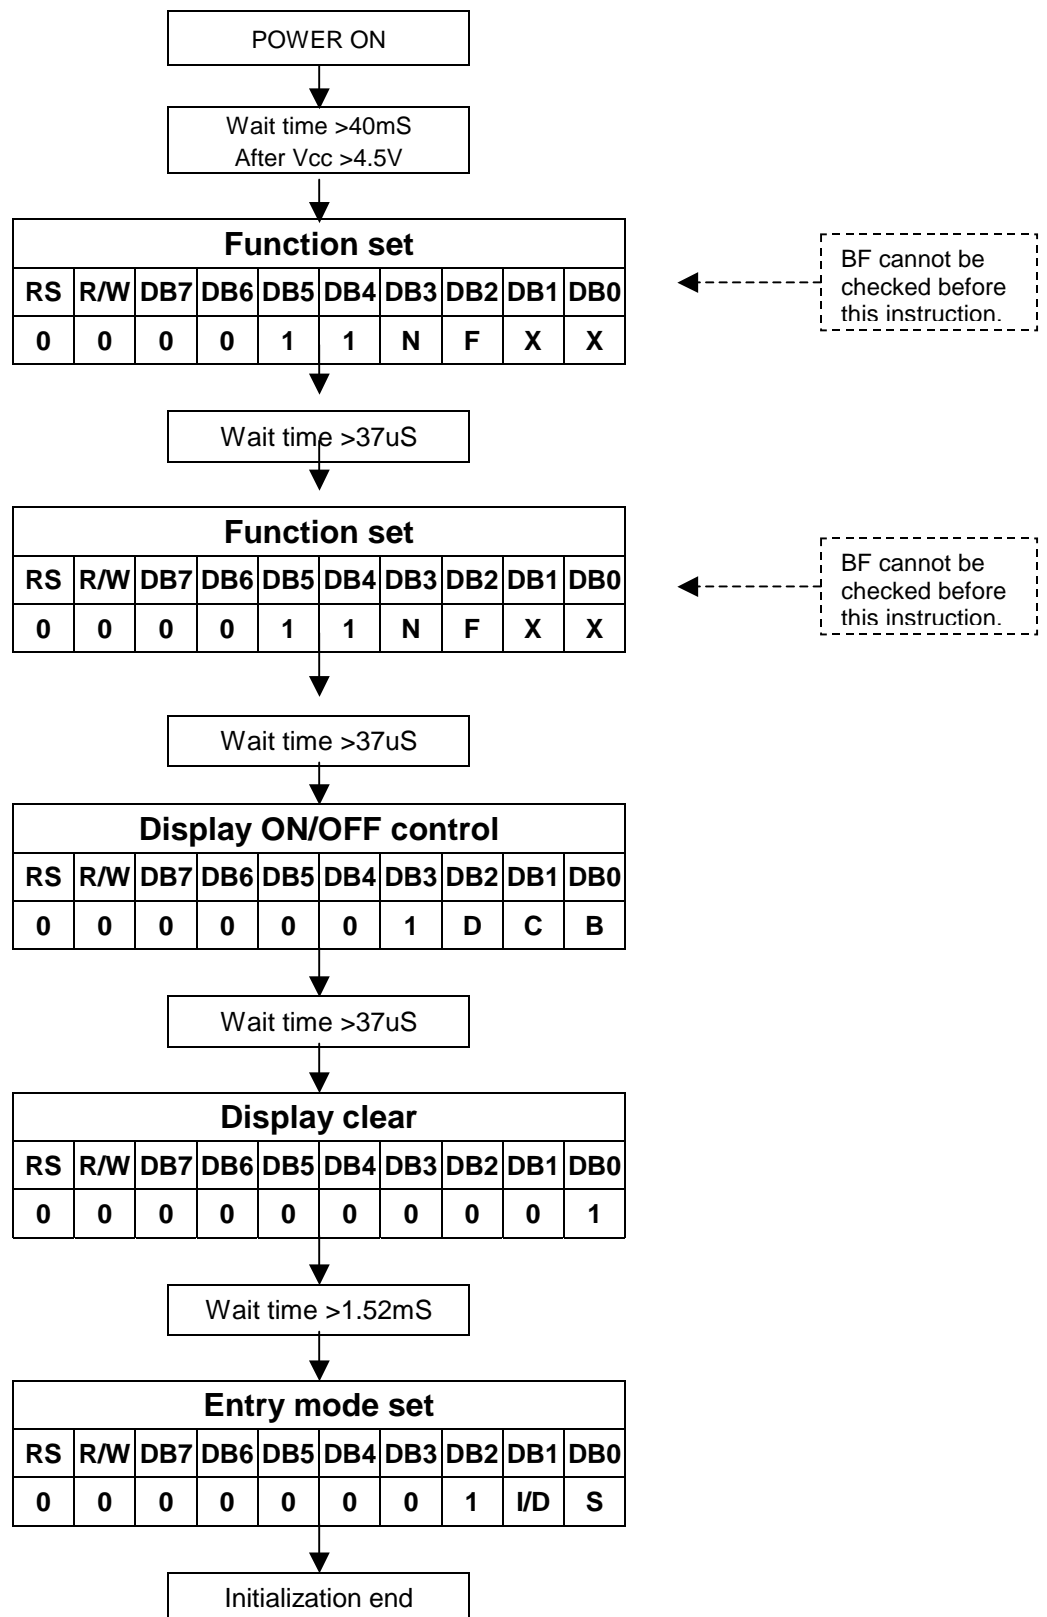 POWER ON
Wait time >40mS
After Vcc >4.5V
Function set
RS R/W DB7 DB6 DB5 DB4 DB3 DB2 DB1 DB0
0 0 0 0 1 1 N F X X
BF cannot be
checked before
this instruction.
Wait time >37uS
Function set
RS R/W DB7 DB6 DB5 DB4 DB3 DB2 DB1 DB0
0 0 0 0 1 1 N F X X
BF cannot be
checked before
this instruction.
Wait time >37uS
Display ON/OFF control
RS R/W DB7 DB6 DB5 DB4 DB3 DB2 DB1 DB0
0 0 0 0 0 0 1 D C B
Wait time >37uS
Display clear
RS R/W DB7 DB6 DB5 DB4 DB3 DB2 DB1 DB0
0 0 0 0 0 0 0 0 0 1
Wait time >1.52mS
Entry mode set
RS R/W DB7 DB6 DB5 DB4 DB3 DB2 DB1 DB0
0 0 0 0 0 0 0 1 I/D S
Initialization end